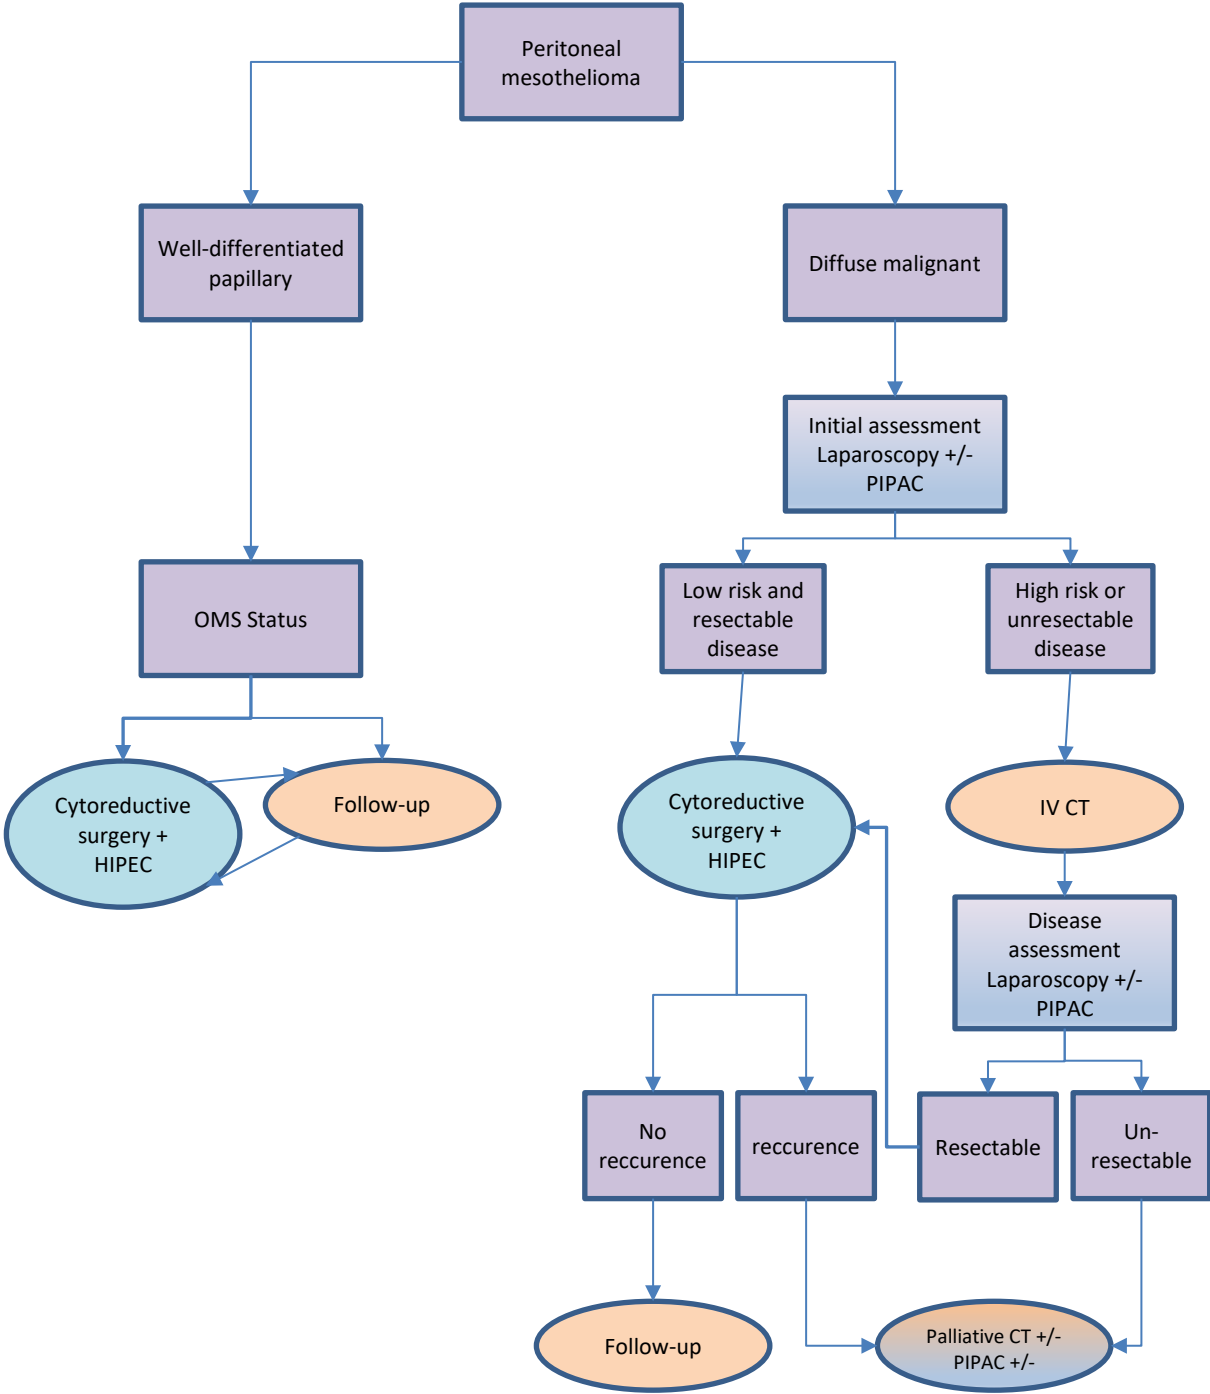 Peritoneal
mesothelioma
Well-differentiated
papillary
Diffuse malignant
Initial assessment
Laparoscopy +/-
PIPAC
OMS Status
Low risk and
resectable
disease
High risk or
unresectable
disease
Cytoreductive
surgery +
HIPEC
Follow-up
Cytoreductive
surgery +
HIPEC
IV CT
Disease
assessment
Laparoscopy +/-
PIPAC
No
reccurence
reccurence
Resectable
Un-
resectable
Follow-up
Palliative CT +/-
PIPAC +/-